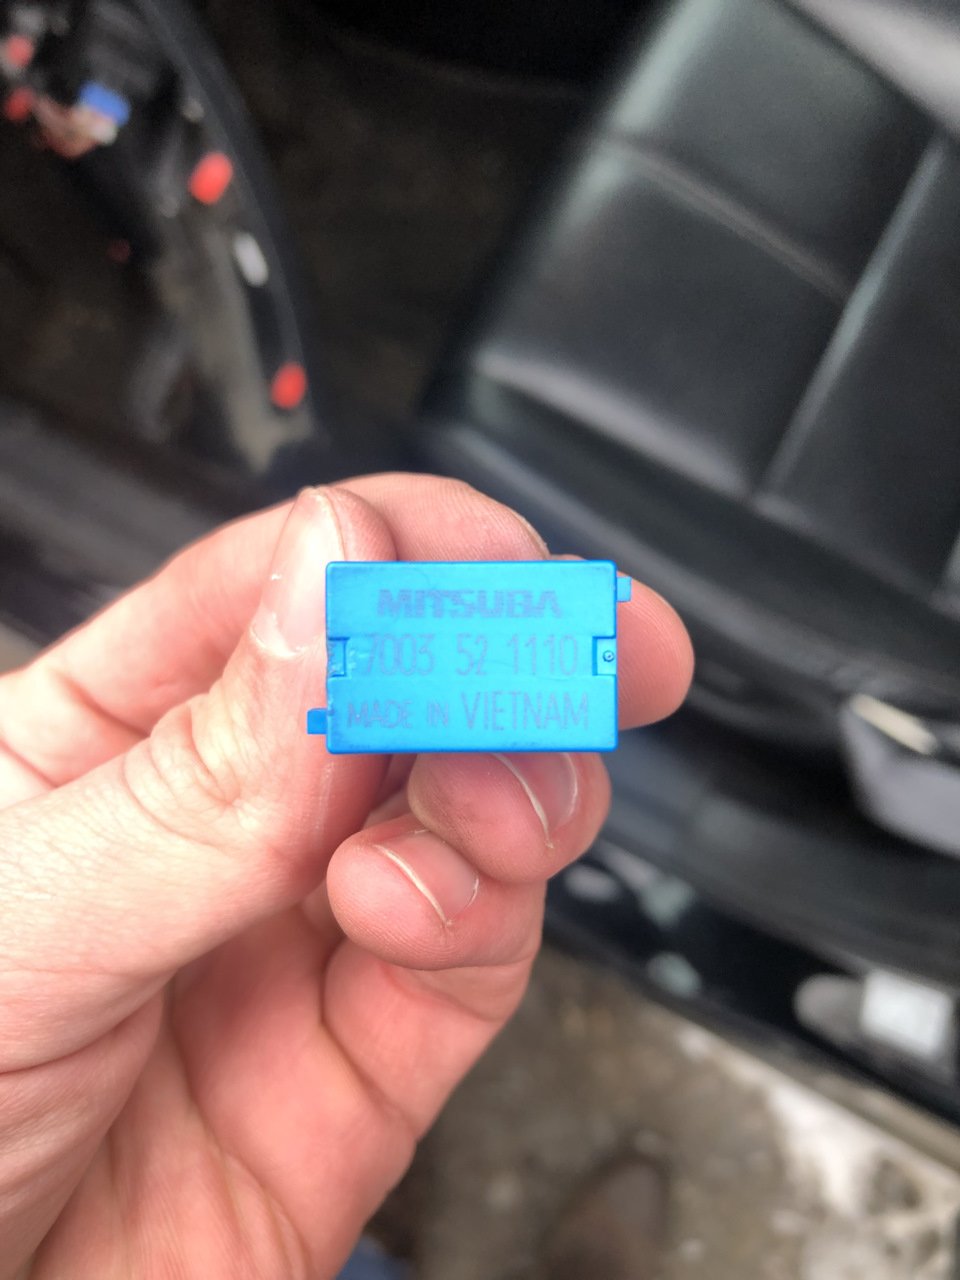 MITSUBA
7003 52 1110
MADE IN VIETNAM